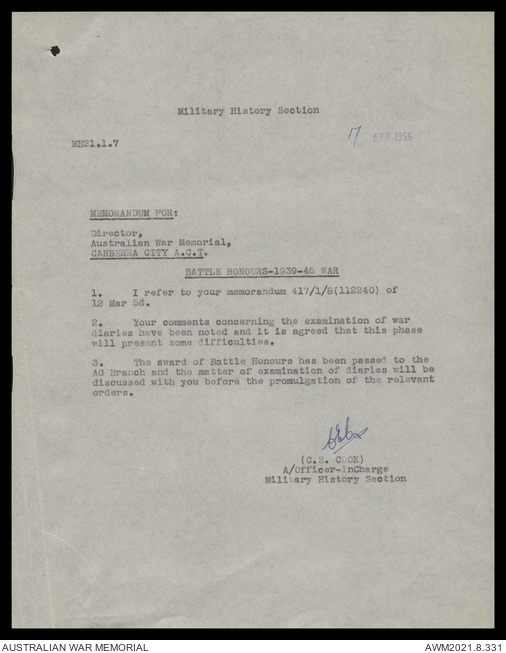 Military History Section
17 APR 1956
MH21.1.7
MEMORANDUM FOR:
Director,
Australian War Memorial,
CANBERRA CITY A.C.T.
BATTLE HONOURS-1939-45 WAR
1. I refer to your memorandum 417/1/8(112240) of
12 Mar 56.
2. Your comments concerning the examination of war
diaries have been noted and it is agreed that this phase
will present some difficulties.
3. The award of Battle Honours has been passed to the
AG Branch and the matter of examination of diaries will be
discussed with you before the promulgation of the relevant
orders.
(C.E. COOK)
A/Officer-inCharge
Military History Section
AUSTRALIAN WAR MEMORIAL
AWM2021.8.331